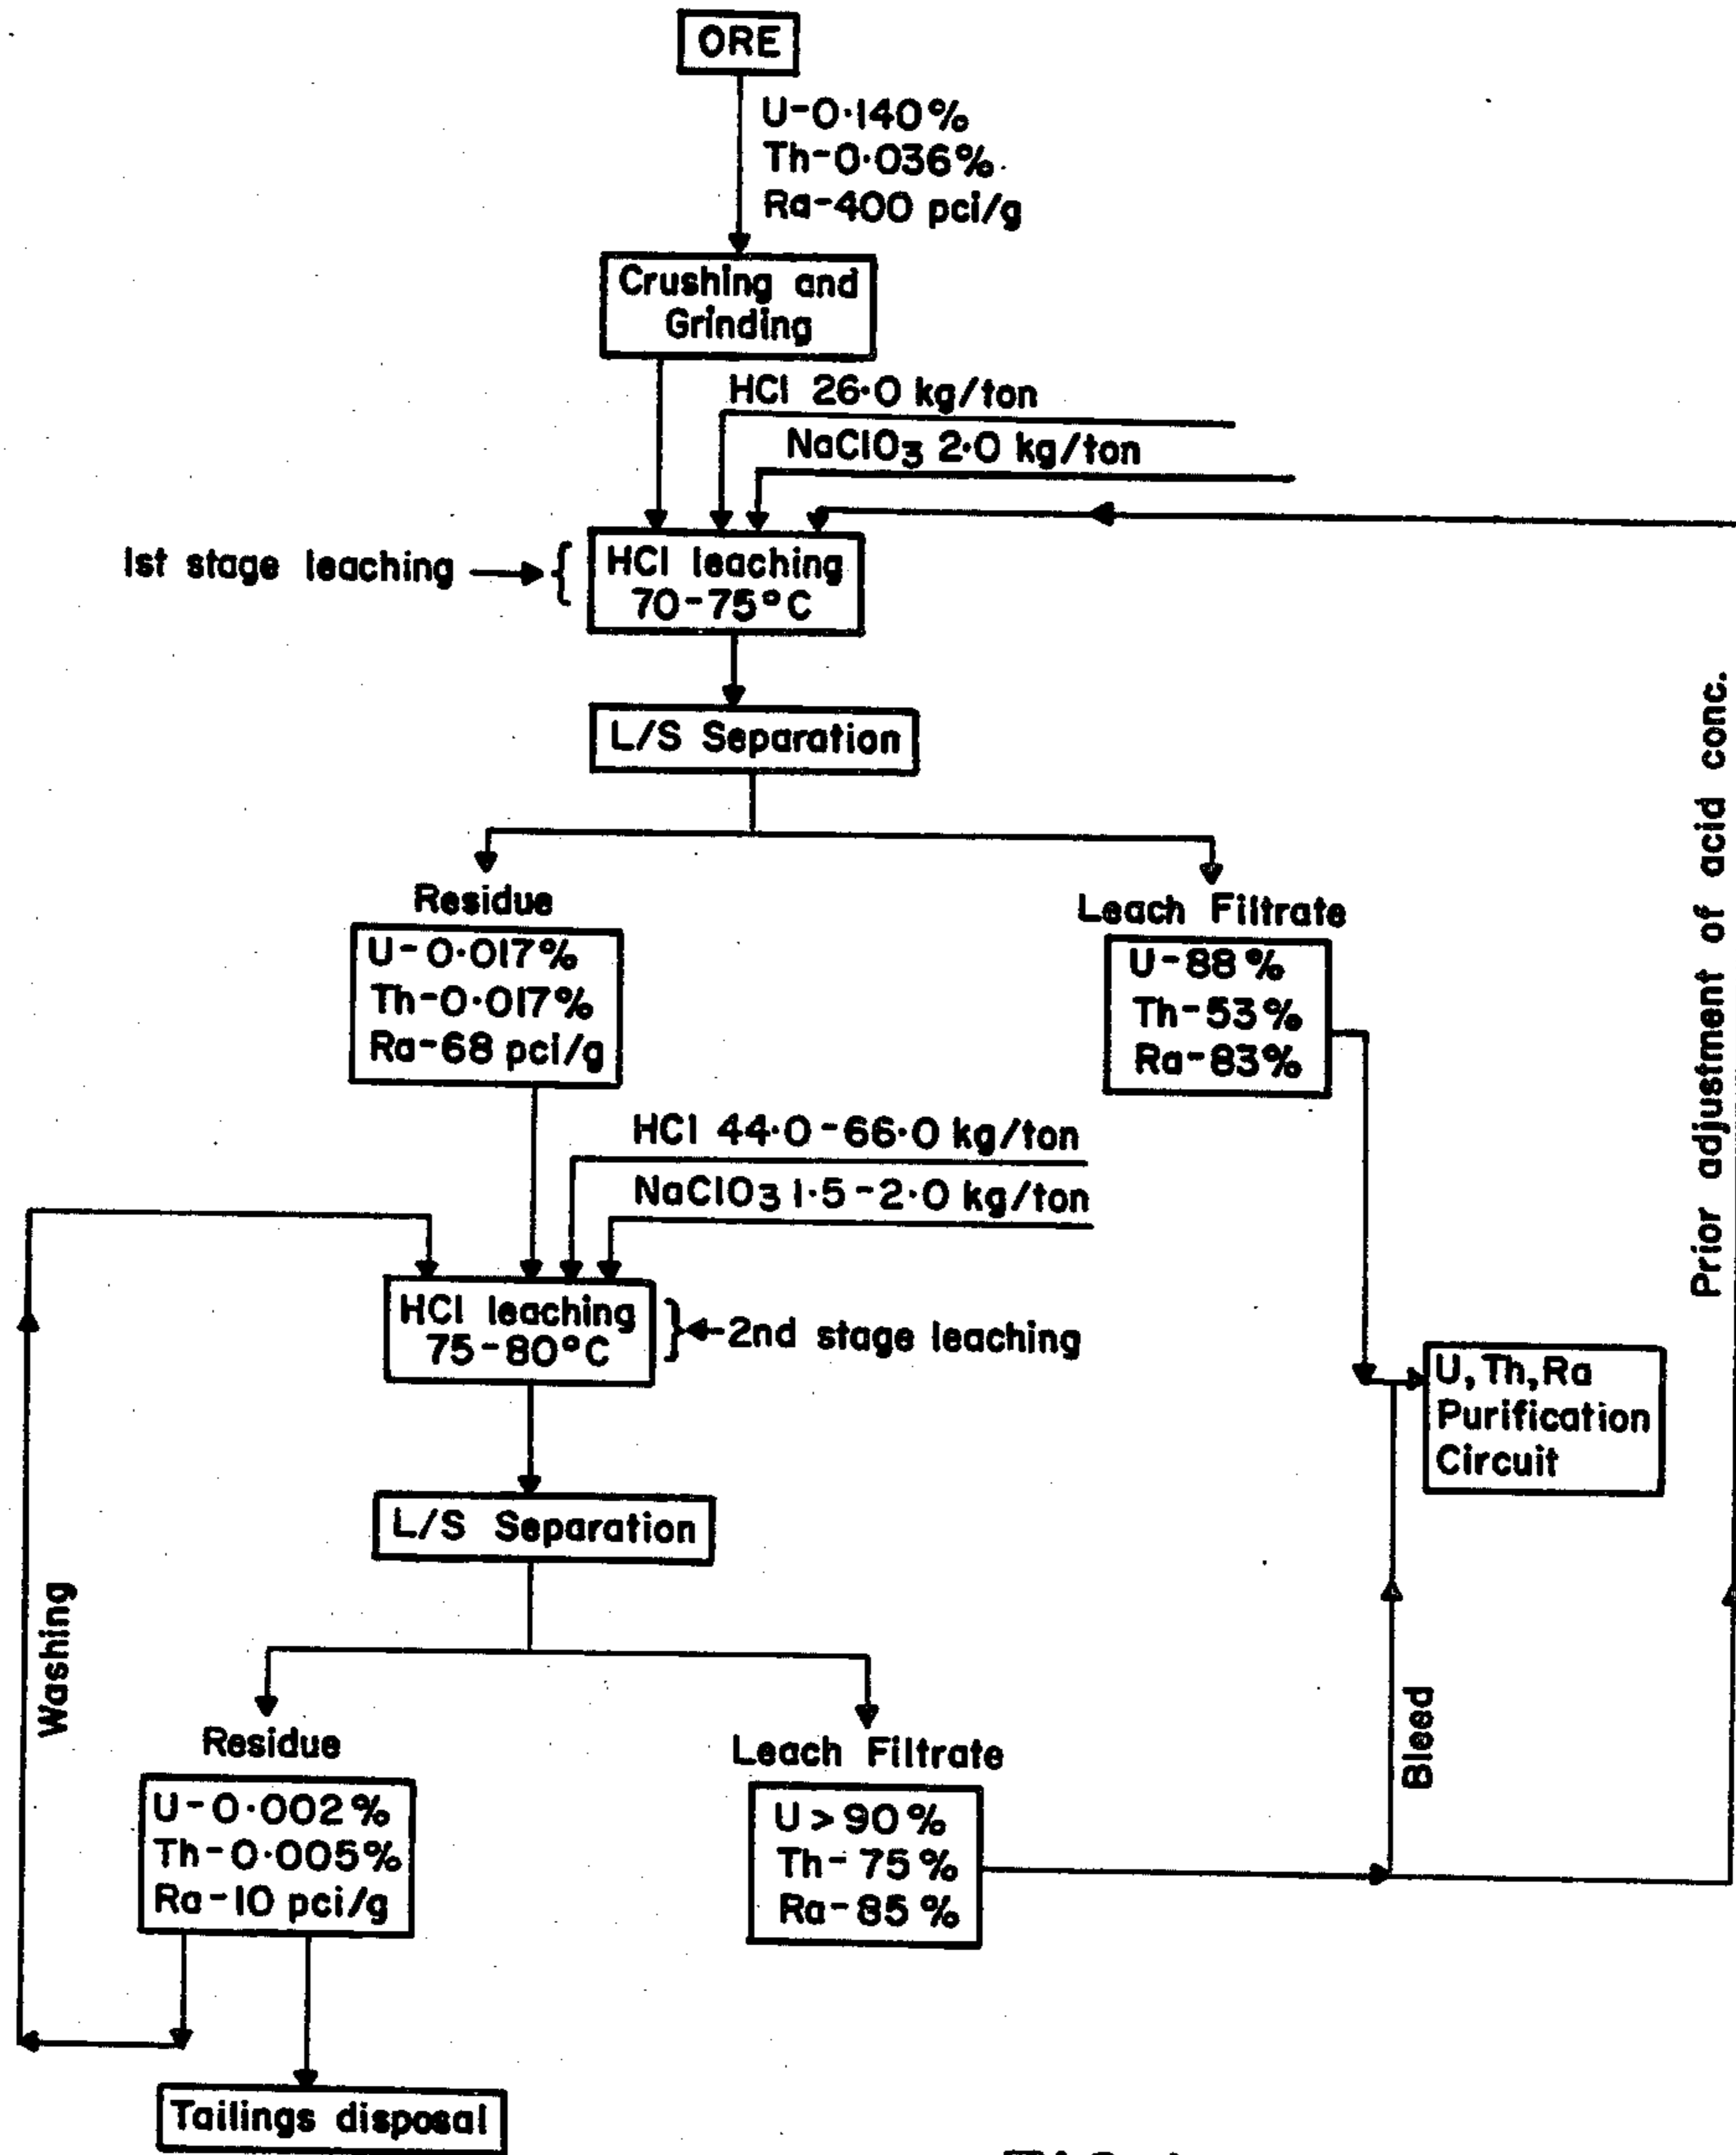 ORE
U-0·140%
Th-0·036%
Ra-400 pci/g
Crushing and
Grinding
HCl 26·0 kg/ton
NaClO3 2·0 kg/ton
1st stage leaching
HCl leaching
70-75°C
L/S Separation
Residue
U-0·017%
Th-0·017%
Ra-68 pci/g
Leach Filtrate
U-88%
Th-53%
Ra-83%
Prior adjustment of acid conc.
HCl 44·0-66·0 kg/ton
NaClO3 1·5-2·0 kg/ton
HCl leaching
75-80°C
2nd stage leaching
U, Th, Ra
Purification
Circuit
L/S Separation
Washing
Bleed
Residue
U-0·002%
Th-0·005%
Ra-10 pci/g
Leach Filtrate
U>90%
Th-75%
Ra-85%
Tailings disposal